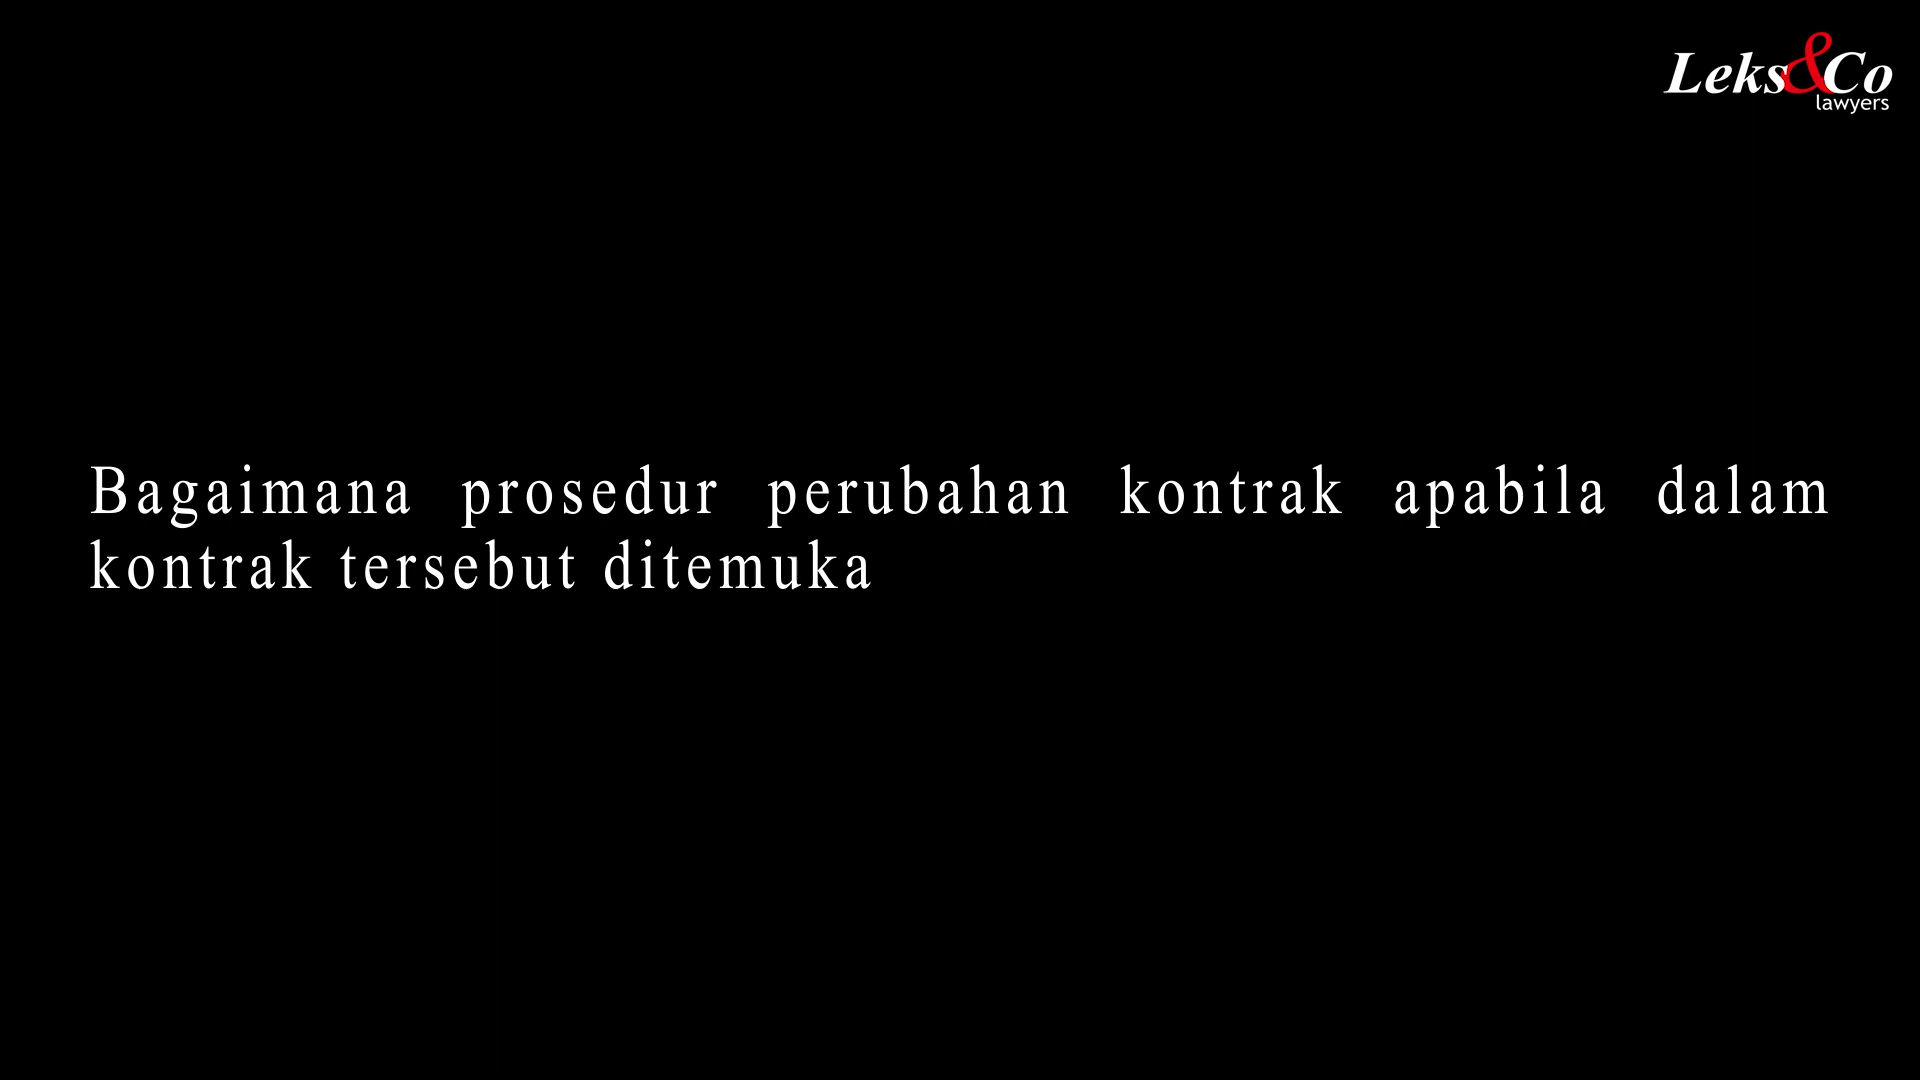 Leks&Co
lawyers
Bagaimana prosedur perubahan kontrak apabila dalam
kontrak tersebut ditemuka